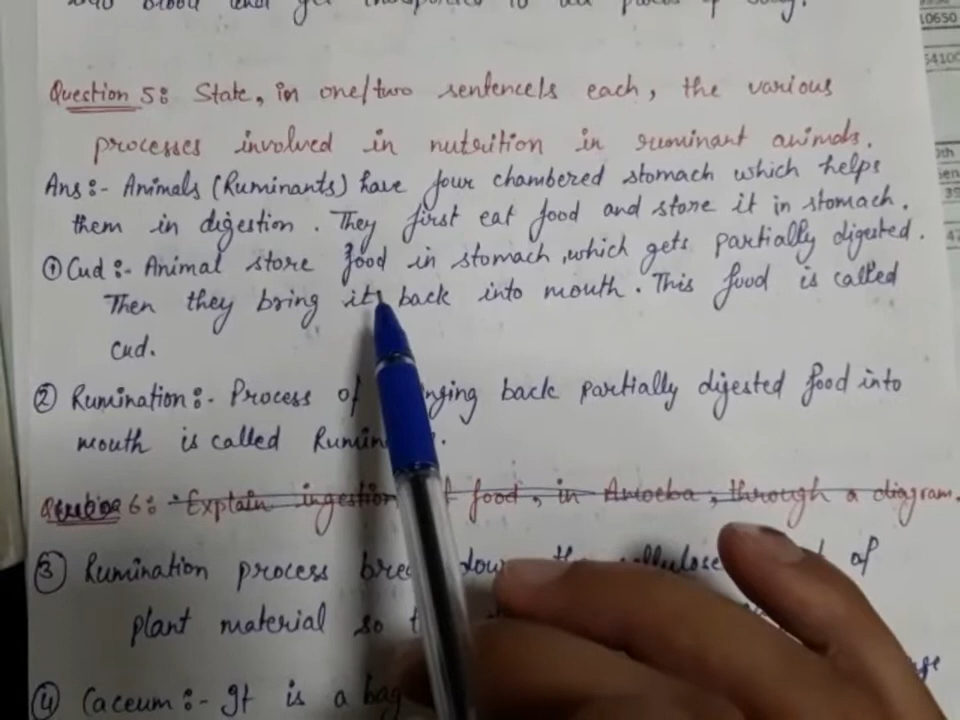 Question 5: State, in one/two sentence/s each, the various
processes involved in nutrition in ruminant animals.
Ans:- Animals (Ruminants) have four chambered stomach which helps
them in digestion. They first eat food and store it in stomach.
① Cud:- Animal store food in stomach, which gets partially digested.
Then they bring it back into mouth. This food is called
cud.
② Rumination:- Process of back partially digested food into
mouth is called
6: Explain ingestion food, in Amoeba, through a diagram.
③ Rumination process of
plant material so
④ Caecum:- It is a bag
10650